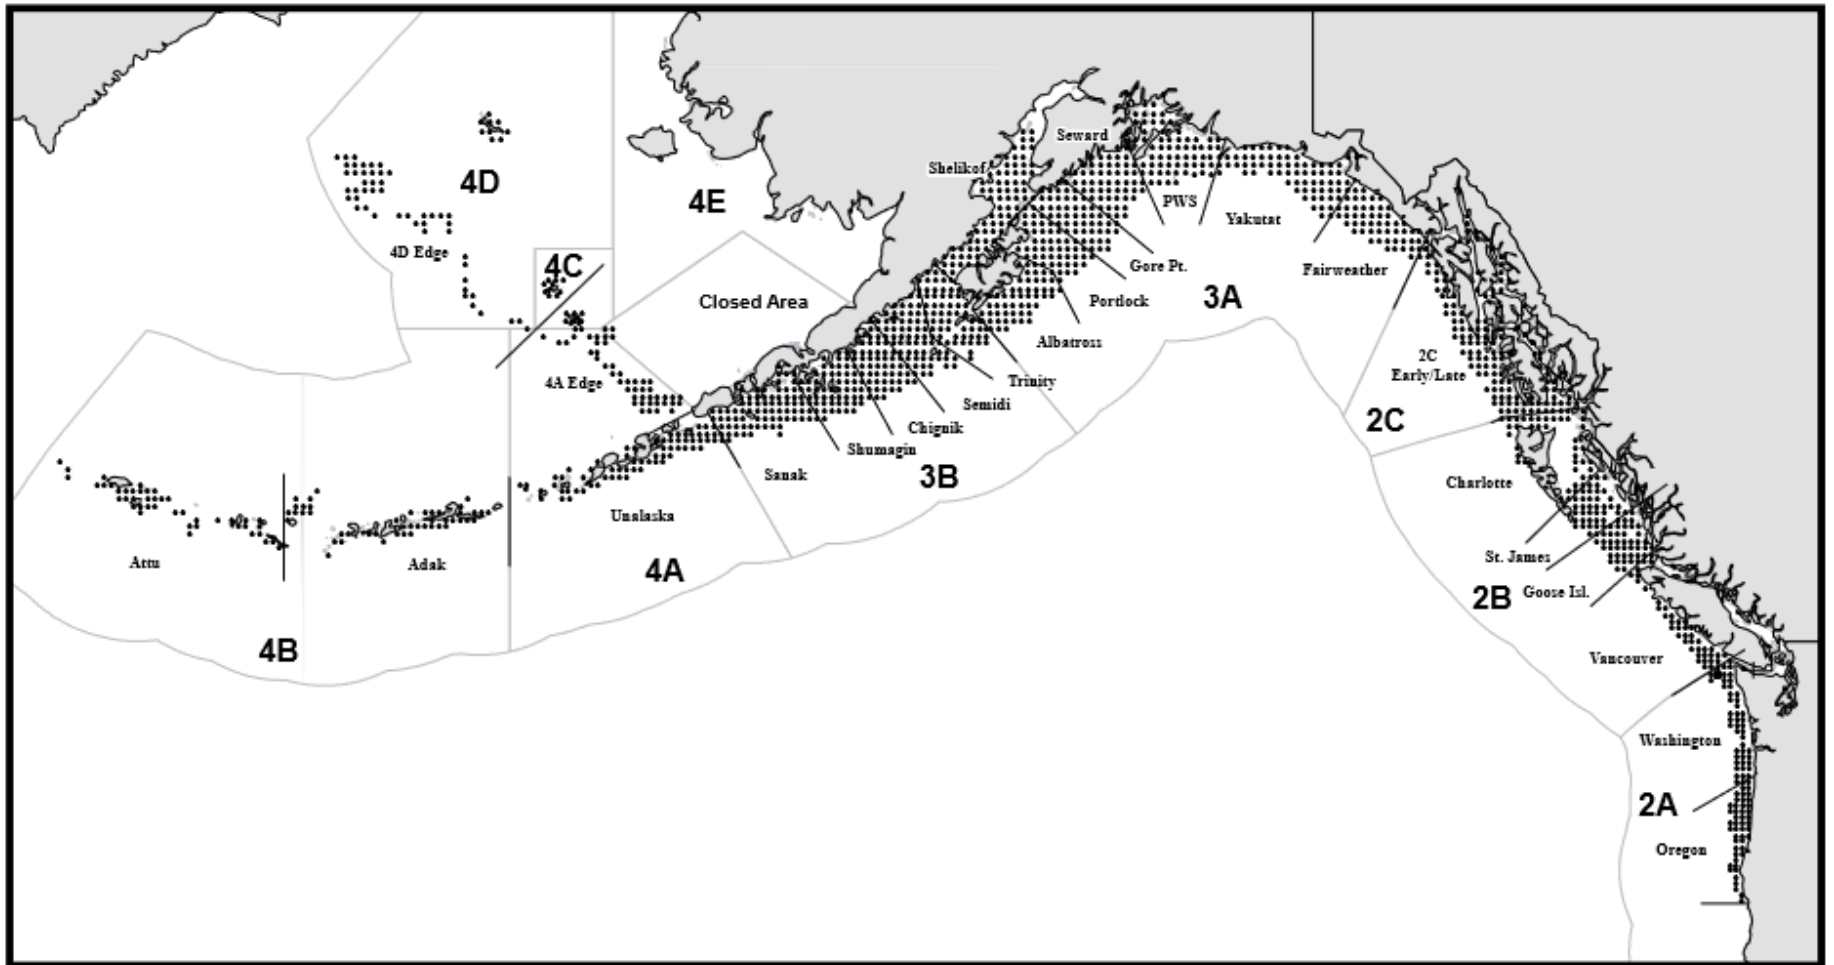 Seward
Shelikof
4D
4E
PWS
Yakutat
4D Edge
4C
Gore Pt.
Fairweather
Closed Area
Portlock
3A
Albatross
2C
Early/Late
4A Edge
Trinity
Semidi
2C
Chignik
Shumagin
Sanak
3B
Charlotte
Unalaska
St. James
Attu
Adak
4A
2B
Goose Isl.
4B
Vancouver
Washington
2A
Oregon